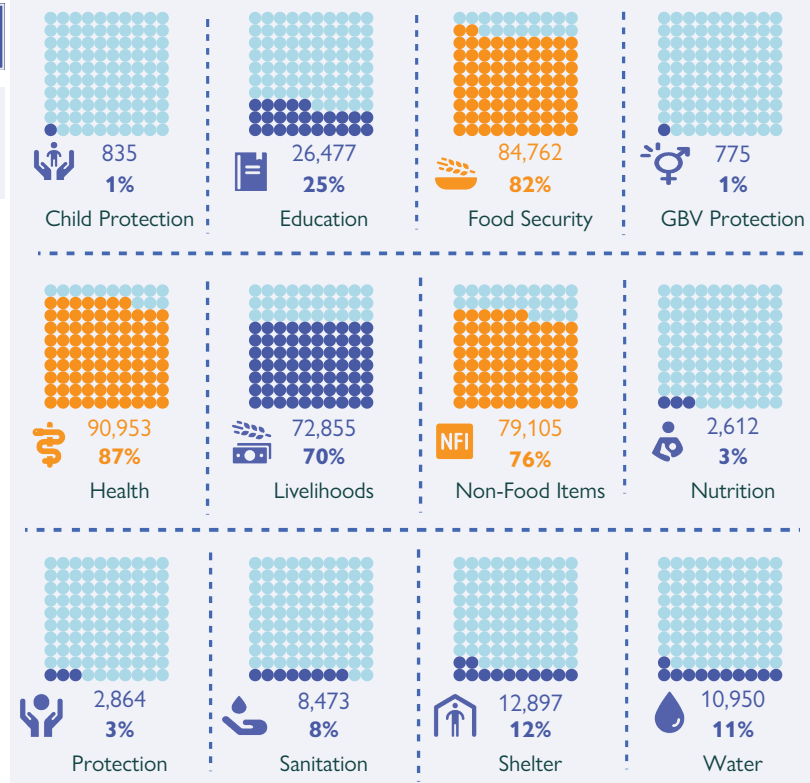 835
1%
Child Protection
26,477
25%
Education
84,762
82%
Food Security
775
1%
GBV Protection
90,953
87%
Health
72,855
70%
Livelihoods
NFI
79,105
76%
Non-Food Items
2,612
3%
Nutrition
2,864
3%
Protection
8,473
8%
Sanitation
12,897
12%
Shelter
10,950
11%
Water